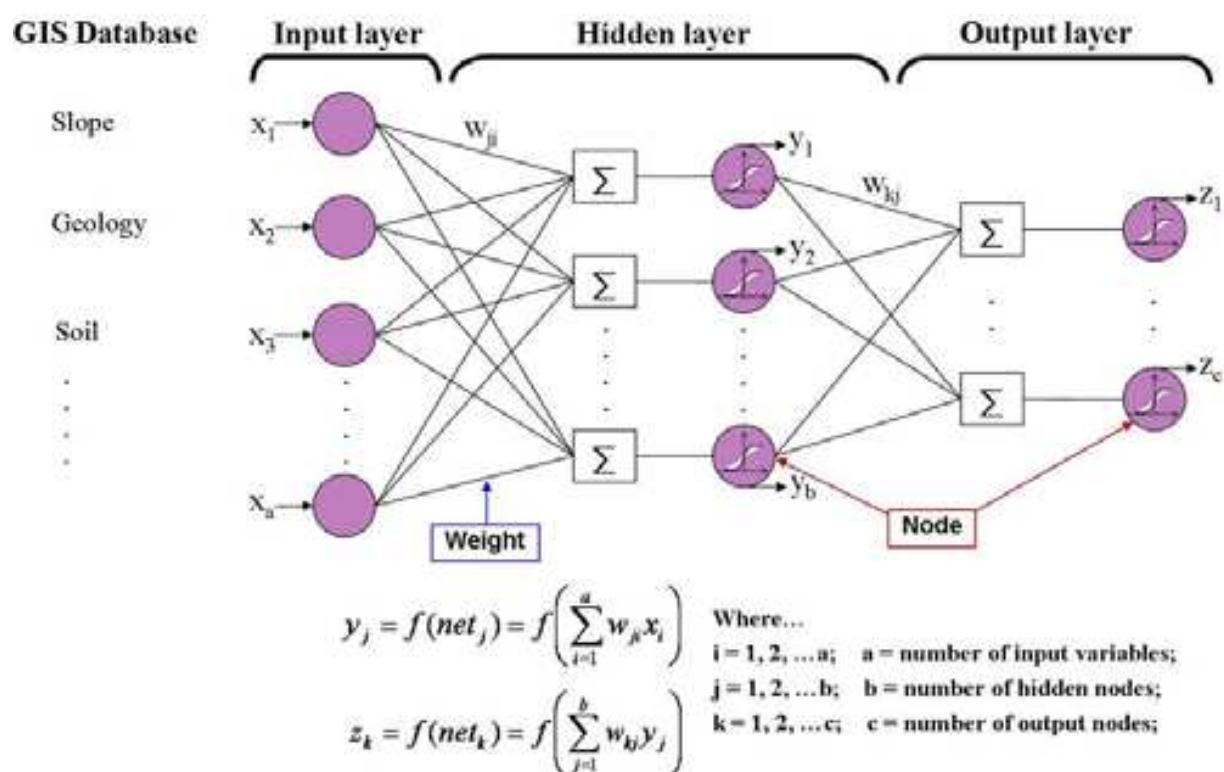 GIS Database Input layer Hidden layer Output layer
Slope
Geology
Soil
x1
x2
x3
xa
wji
Σ
Σ
Σ
y1
y2
yb
wkj
Σ
Σ
z1
zc
Weight
Node
yj = f(netj) = f(∑i=1a wji xi)
zk = f(netk) = f(∑j=1b wkj yj)
Where...
i = 1, 2, ...a; a = number of input variables;
j = 1, 2, ...b; b = number of hidden nodes;
k = 1, 2, ...c; c = number of output nodes;